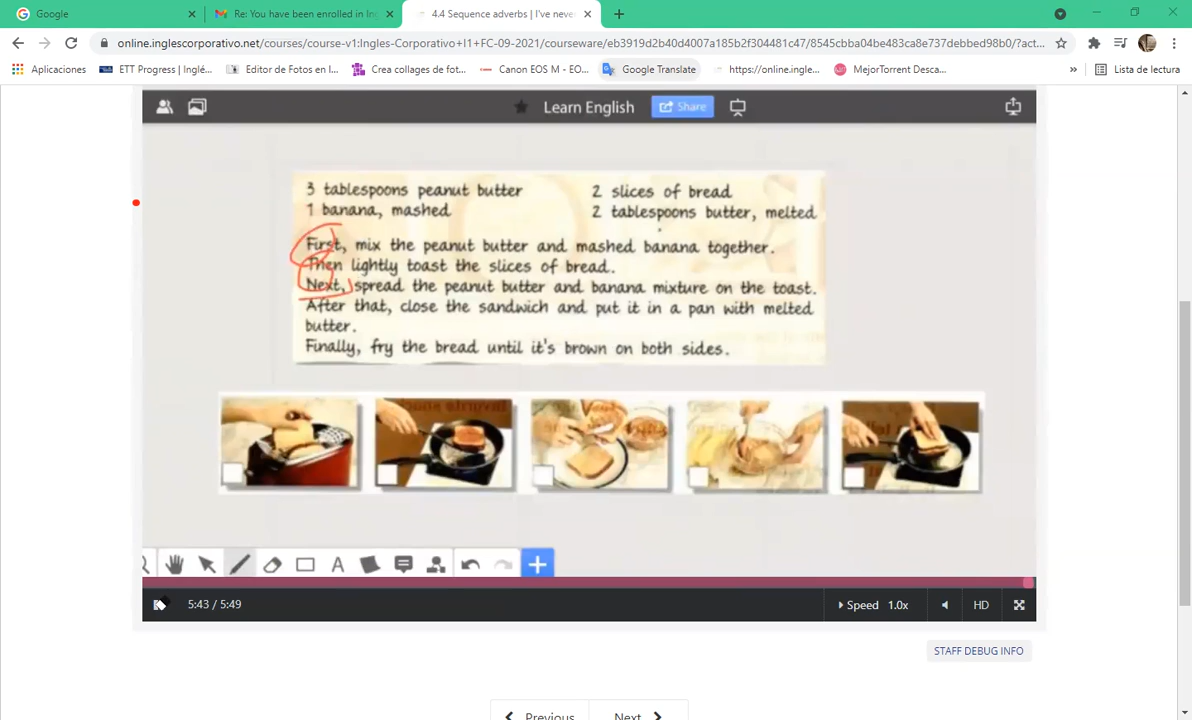 Google
Re: You have been enrolled in Ing
4.4 Sequence adverbs | I've neve
online.inglescorporativo.net/courses/course-v1:Ingles-Corporativo+I1+FC-09-2021/courseware/eb3919d2b40d4007a185b2f304481c47/8545cbba04be483ca8e737debbed98b0/?act...
Aplicaciones
ETT Progress | Inglé...
Editor de Fotos en l...
Crea collages de fot...
Canon EOS M - EO...
Google Translate
https://online.ingle...
MejorTorrent Desca...
»
Lista de lectura
Learn English
Share
3 tablespoons peanut butter
2 slices of bread
1 banana, mashed
2 tablespoons butter, melted
First, mix the peanut butter and mashed banana together.
Then lightly toast the slices of bread.
Next, spread the peanut butter and banana mixture on the toast.
After that, close the sandwich and put it in a pan with melted
butter.
Finally, fry the bread until it's brown on both sides.
A
5:43 / 5:49
Speed 1.0x
HD
STAFF DEBUG INFO
Previous
Next